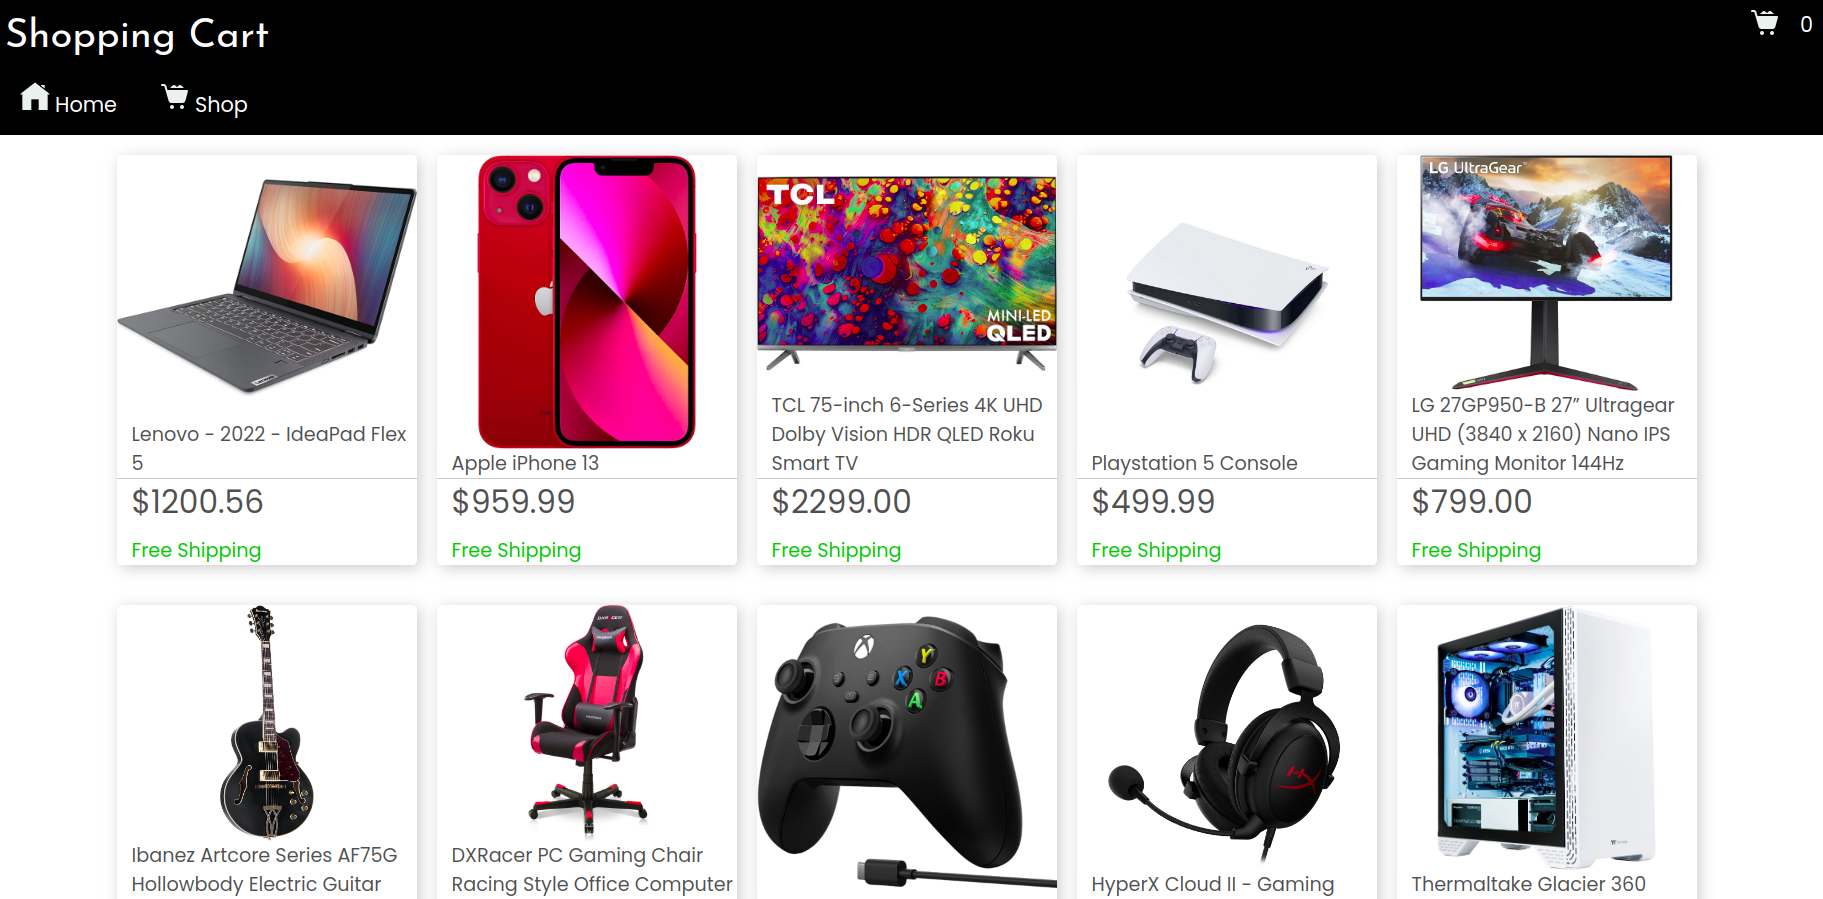 Shopping Cart
0
Home
Shop
TCL
MINI-LED
QLED
LG UltraGear
Lenovo - 2022 - IdeaPad Flex
5
$1200.56
Free Shipping
Apple iPhone 13
$959.99
Free Shipping
TCL 75-inch 6-Series 4K UHD
Dolby Vision HDR QLED Roku
Smart TV
$2299.00
Free Shipping
Playstation 5 Console
$499.99
Free Shipping
LG 27GP950-B 27” Ultragear
UHD (3840 x 2160) Nano IPS
Gaming Monitor 144Hz
$799.00
Free Shipping
Y
X
B
A
HX
Ibanez Artcore Series AF75G
Hollowbody Electric Guitar
DXRacer PC Gaming Chair
Racing Style Office Computer
HyperX Cloud II - Gaming
Thermaltake Glacier 360